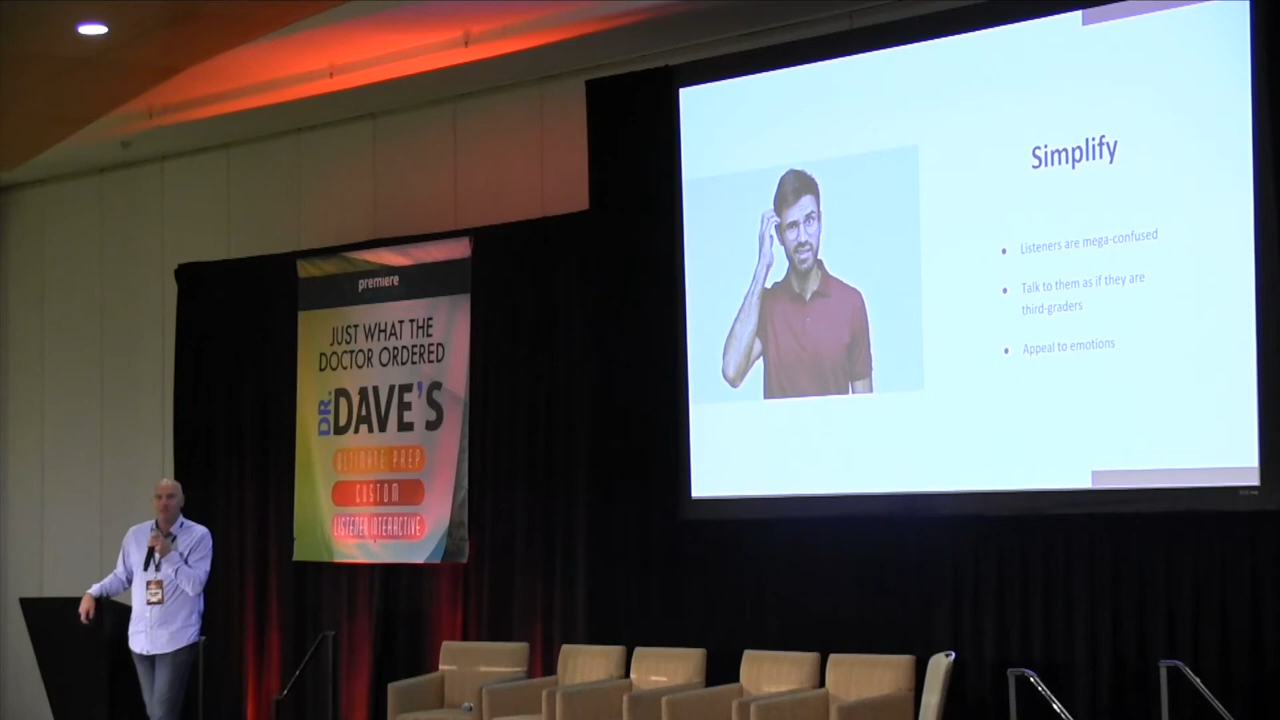 premiere
JUST WHAT THE
DOCTOR ORDERED
DR. DAVE'S
ULTIMATE PREP
CUSTOM
LISTENER INTERACTIVE
Simplify
• Listeners are mega-confused
• Talk to them as if they are
third-graders
• Appeal to emotions